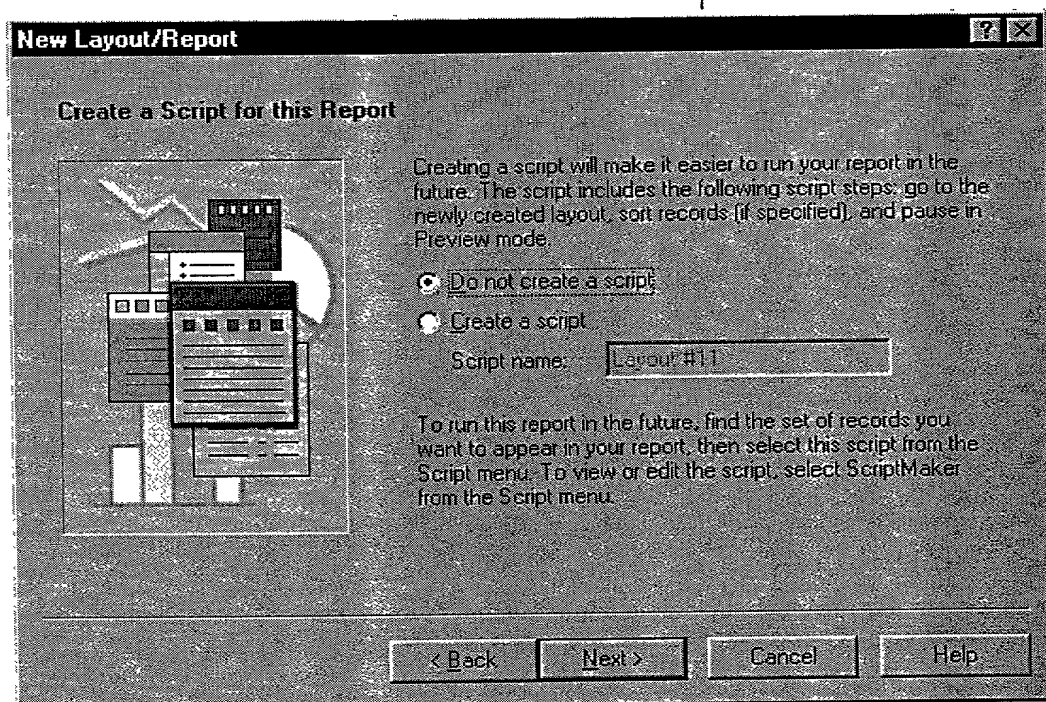 New Layout/Report
Create a Script for this Report
Creating a script will make it easier to run your report in the
future. The script includes the following script steps: go to the
newly created layout, sort records (if specified), and pause in
Preview mode.
Do not create a script
Create a script
Script name: Layout #11
To run this report in the future, find the set of records you
want to appear in your report, then select this script from the
Script menu. To view or edit the script, select ScriptMaker
from the Script menu.
< Back Next > Cancel Help